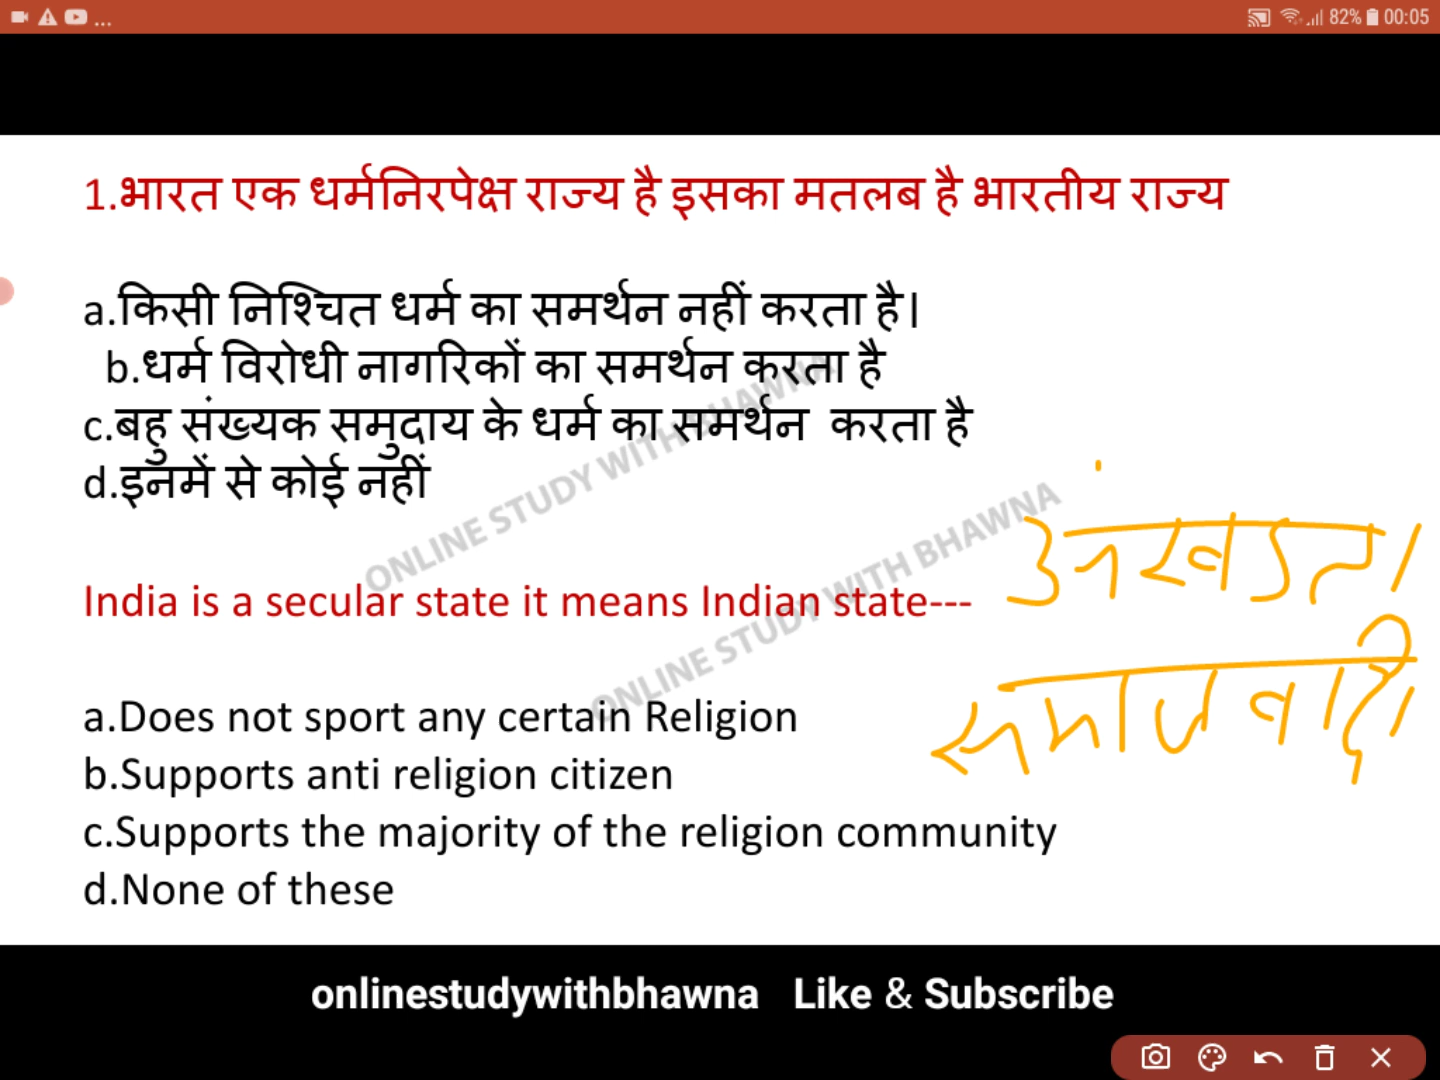 ... 82% 00:05
1.भारत एक धर्मनिरपेक्ष राज्य है इसका मतलब है भारतीय राज्य
a.किसी निश्चित धर्म का समर्थन नहीं करता है।
b.धर्म विरोधी नागरिकों का समर्थन करता है
c.बहु संख्यक समुदाय के धर्म का समर्थन करता है
d.इनमें से कोई नहीं
ONLINE STUDY WITH BHAWNA
ONLINE STUDY WITH BHAWNA
अखण्डता
India is a secular state it means Indian state---
समाजवादी
a.Does not sport any certain Religion
b.Supports anti religion citizen
c.Supports the majority of the religion community
d.None of these
onlinestudywithbhawna Like & Subscribe